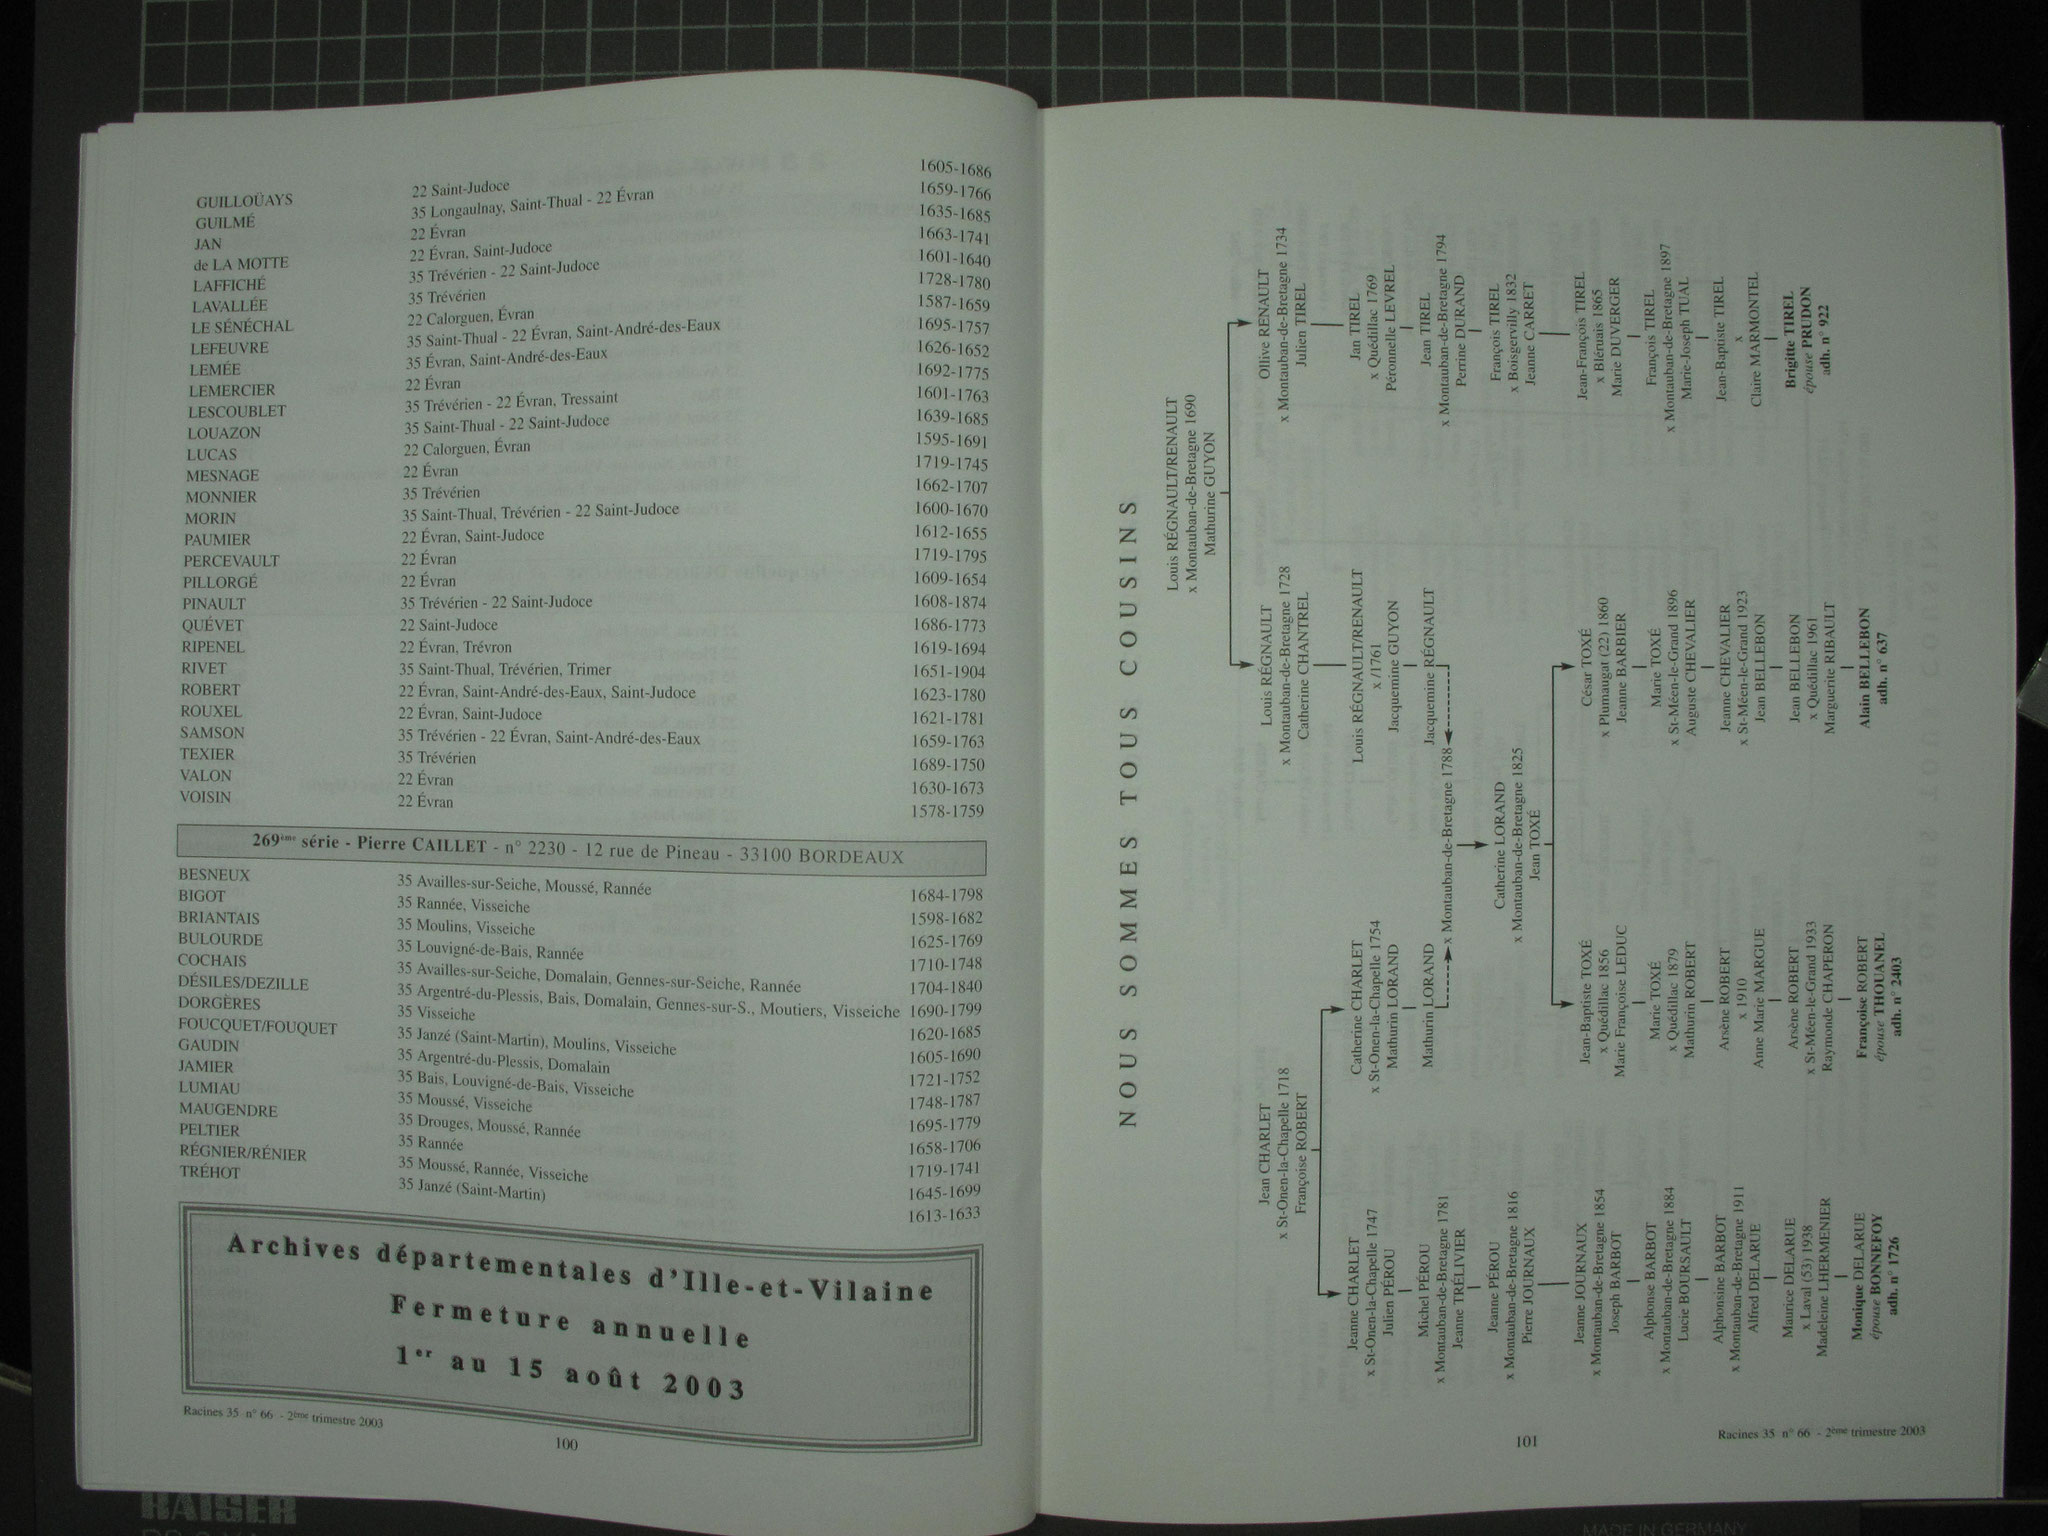 GUILLOÜAYS 22 Saint-Judoce 1605-1686
GUILMÉ 35 Longaulnay, Saint-Thual - 22 Évran 1659-1766
JAN 22 Évran 1635-1685
de LA MOTTE 22 Évran, Saint-Judoce 1663-1741
LAFFICHÉ 35 Trévérien - 22 Saint-Judoce 1601-1640
LAVALLÉE 35 Trévérien 1728-1780
LE SÉNÉCHAL 22 Calorguen, Évran 1587-1659
LEFEUVRE 35 Saint-Thual - 22 Évran, Saint-André-des-Eaux 1695-1757
LEMÉE 35 Évran, Saint-André-des-Eaux 1626-1652
LEMERCIER 22 Évran 1692-1775
LESCOUBLET 35 Trévérien - 22 Évran, Tressaint 1601-1763
LOUAZON 35 Saint-Thual - 22 Saint-Judoce 1639-1685
LUCAS 22 Calorguen, Évran 1595-1691
MESNAGE 22 Évran 1719-1745
MONNIER 35 Trévérien 1662-1707
MORIN 35 Saint-Thual, Trévérien - 22 Saint-Judoce 1600-1670
PAUMIER 22 Évran, Saint-Judoce 1612-1655
PERCEVAULT 22 Évran 1719-1795
PILLORGÉ 22 Évran 1609-1654
PINAULT 35 Trévérien - 22 Saint-Judoce 1608-1874
QUÉVET 22 Saint-Judoce 1686-1773
RIPENEL 22 Évran, Trévron 1619-1694
RIVET 35 Saint-Thual, Trévérien, Trimer 1651-1904
ROBERT 22 Évran, Saint-André-des-Eaux, Saint-Judoce 1623-1780
ROUXEL 22 Évran, Saint-Judoce 1621-1781
SAMSON 35 Trévérien - 22 Évran, Saint-André-des-Eaux 1659-1763
TEXIER 35 Trévérien 1689-1750
VALON 22 Évran 1630-1673
VOISIN 22 Évran 1578-1759
269ème série - Pierre CAILLET - n° 2230 - 12 rue de Pineau - 33100 BORDEAUX
BESNEUX 35 Availles-sur-Seiche, Moussé, Rannée 1684-1798
BIGOT 35 Rannée, Visseiche 1598-1682
BRIANTAIS 35 Moulins, Visseiche 1625-1769
BULOURDE 35 Louvigné-de-Bais, Rannée 1710-1748
COCHAIS 35 Availles-sur-Seiche, Domalain, Gennes-sur-Seiche, Rannée 1704-1840
DÉSILES/DEZILLE 35 Argentré-du-Plessis, Bais, Domalain, Gennes-sur-S., Moutiers, Visseiche 1690-1799
DORGÈRES 35 Visseiche 1620-1685
FOUCQUET/FOUQUET 35 Janzé (Saint-Martin), Moulins, Visseiche 1605-1690
GAUDIN 35 Argentré-du-Plessis, Domalain 1721-1752
JAMIER 35 Bais, Louvigné-de-Bais, Visseiche 1748-1787
LUMIAU 35 Moussé, Visseiche 1695-1779
MAUGENDRE 35 Drouges, Moussé, Rannée 1658-1706
PELTIER 35 Rannée 1719-1741
RÉGNIER/RÉNIER 35 Moussé, Rannée, Visseiche 1645-1699
TRÉHOT 35 Janzé (Saint-Martin) 1613-1633
Archives départementales d'Ille-et-Vilaine
Fermeture annuelle
1er au 15 août 2003
Racines 35 n° 66 - 2ème trimestre 2003
100
NOUS SOMMES TOUS COUSINS
Louis RÉGNAULT/RENAULT
x Montauban-de-Bretagne 1690
Mathurine GUYON
Jean CHARLET
x St-Onen-la-Chapelle 1718
Françoise ROBERT
Jeanne CHARLET
x St-Onen-la-Chapelle 1747
Julien PÉROU
Michel PÉROU
x Montauban-de-Bretagne 1781
Jeanne TRÉLIVIER
Jeanne PÉROU
x Montauban-de-Bretagne 1816
Pierre JOURNAUX
Jeanne JOURNAUX
x Montauban-de-Bretagne 1854
Joseph BARBOT
Alphonse BARBOT
x Montauban-de-Bretagne 1884
Lucie BOURSAULT
Alphonsine BARBOT
x Montauban-de-Bretagne 1911
Alfred DELARUE
Maurice DELARUE
x Laval (53) 1938
Madeleine LHERMENIER
Monique DELARUE
épouse BONNEFOY
adh. n° 1726
Catherine CHARLET
x St-Onen-la-Chapelle 1754
Mathurin LORAND
Mathurin LORAND
x Montauban-de-Bretagne 1788
Louis RÉGNAULT
x Montauban-de-Bretagne 1728
Catherine CHANTREL
Louis RÉGNAULT/RENAULT
x /1761
Jacquemine GUYON
Jacquemine RÉGNAULT
Catherine LORAND
x Montauban-de-Bretagne 1825
Jean TOXÉ
Jean-Baptiste TOXÉ
x Quédillac 1856
Marie Françoise LEDUC
Marie TOXÉ
x Quédillac 1879
Mathurin ROBERT
Arsène ROBERT
x 1910
Anne Marie MARGUE
Arsène ROBERT
x St-Méen-le-Grand 1933
Raymonde CHAPERON
Françoise ROBERT
épouse THOUANEL
adh. n° 2403
César TOXÉ
x Plumaugat (22) 1860
Jeanne BARBIER
Marie TOXÉ
x St-Méen-le-Grand 1896
Auguste CHEVALIER
Jeanne CHEVALIER
x St-Méen-le-Grand 1923
Jean BELLEBON
Jean BELLEBON
x Quédillac 1961
Marguerite RIBAULT
Alain BELLEBON
adh. n° 637
Ollive RENAULT
x Montauban-de-Bretagne 1734
Julien TIREL
Jan TIREL
x Quédillac 1769
Péronnelle LEVREL
Jean TIREL
x Montauban-de-Bretagne 1794
Perrine DURAND
François TIREL
x Boisgervilly 1832
Jeanne CARRET
Jean-François TIREL
x Bléruais 1865
Marie DUVERGER
François TIREL
x Montauban-de-Bretagne 1897
Marie-Joseph TUAL
Jean-Baptiste TIREL
x
Claire MARMONTEL
Brigitte TIREL
épouse PRUDON
adh. n° 922
101
Racines 35 n° 66 - 2ème trimestre 2003
KAISER
MADE IN GERMANY